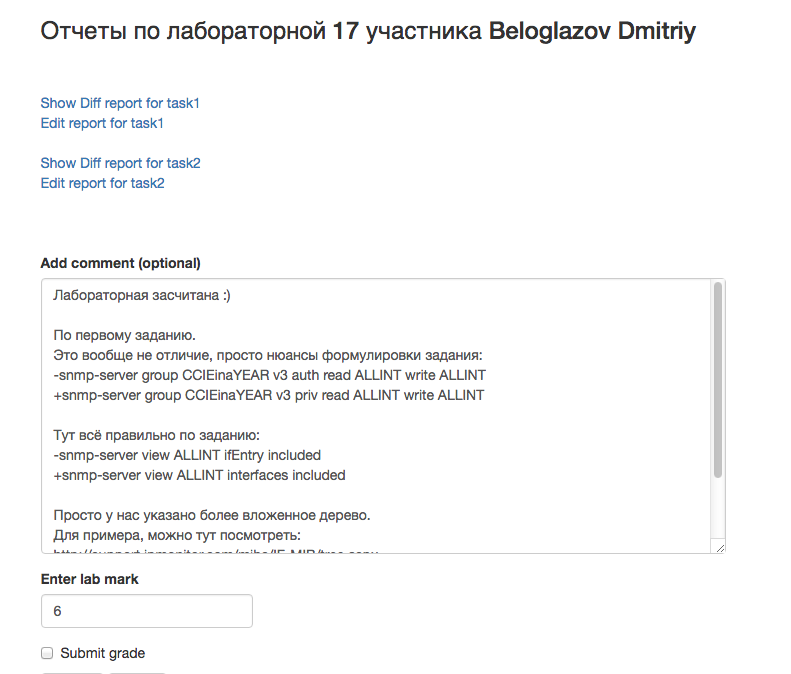 Отчеты по лабораторной 17 участника Beloglazov Dmitriy
Show Diff report for task1
Edit report for task1
Show Diff report for task2
Edit report for task2
Add comment (optional)
Лабораторная засчитана :)
По первому заданию.
Это вообще не отличие, просто нюансы формулировки задания:
-snmp-server group CCIEinaYEAR v3 auth read ALLINT write ALLINT
+snmp-server group CCIEinaYEAR v3 priv read ALLINT write ALLINT
Тут всё правильно по заданию:
-snmp-server view ALLINT ifEntry included
+snmp-server view ALLINT interfaces included
Просто у нас указано более вложенное дерево.
Для примера, можно тут посмотреть:
Enter lab mark
6
Submit grade